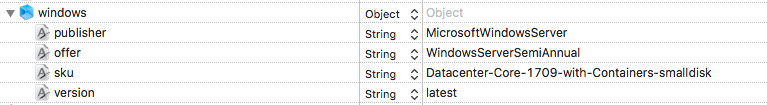 windows Object Object
publisher String MicrosoftWindowsServer
offer String WindowsServerSemiAnnual
sku String Datacenter-Core-1709-with-Containers-smalldisk
version String latest